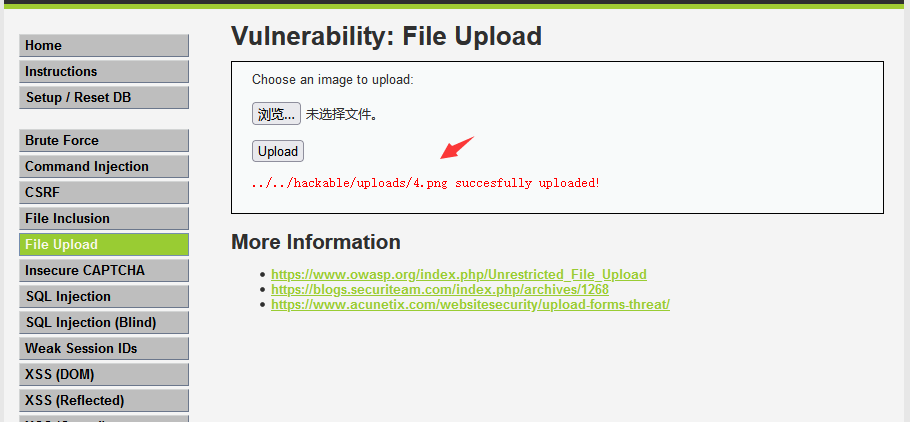 Home
Instructions
Setup / Reset DB
Brute Force
Command Injection
CSRF
File Inclusion
File Upload
Insecure CAPTCHA
SQL Injection
SQL Injection (Blind)
Weak Session IDs
XSS (DOM)
XSS (Reflected)
Vulnerability: File Upload
Choose an image to upload:
浏览... 未选择文件。
Upload
../../hackable/uploads/4.png succesfully uploaded!
More Information
https://www.owasp.org/index.php/Unrestricted_File_Upload
https://blogs.securiteam.com/index.php/archives/1268
https://www.acunetix.com/websitesecurity/upload-forms-threat/